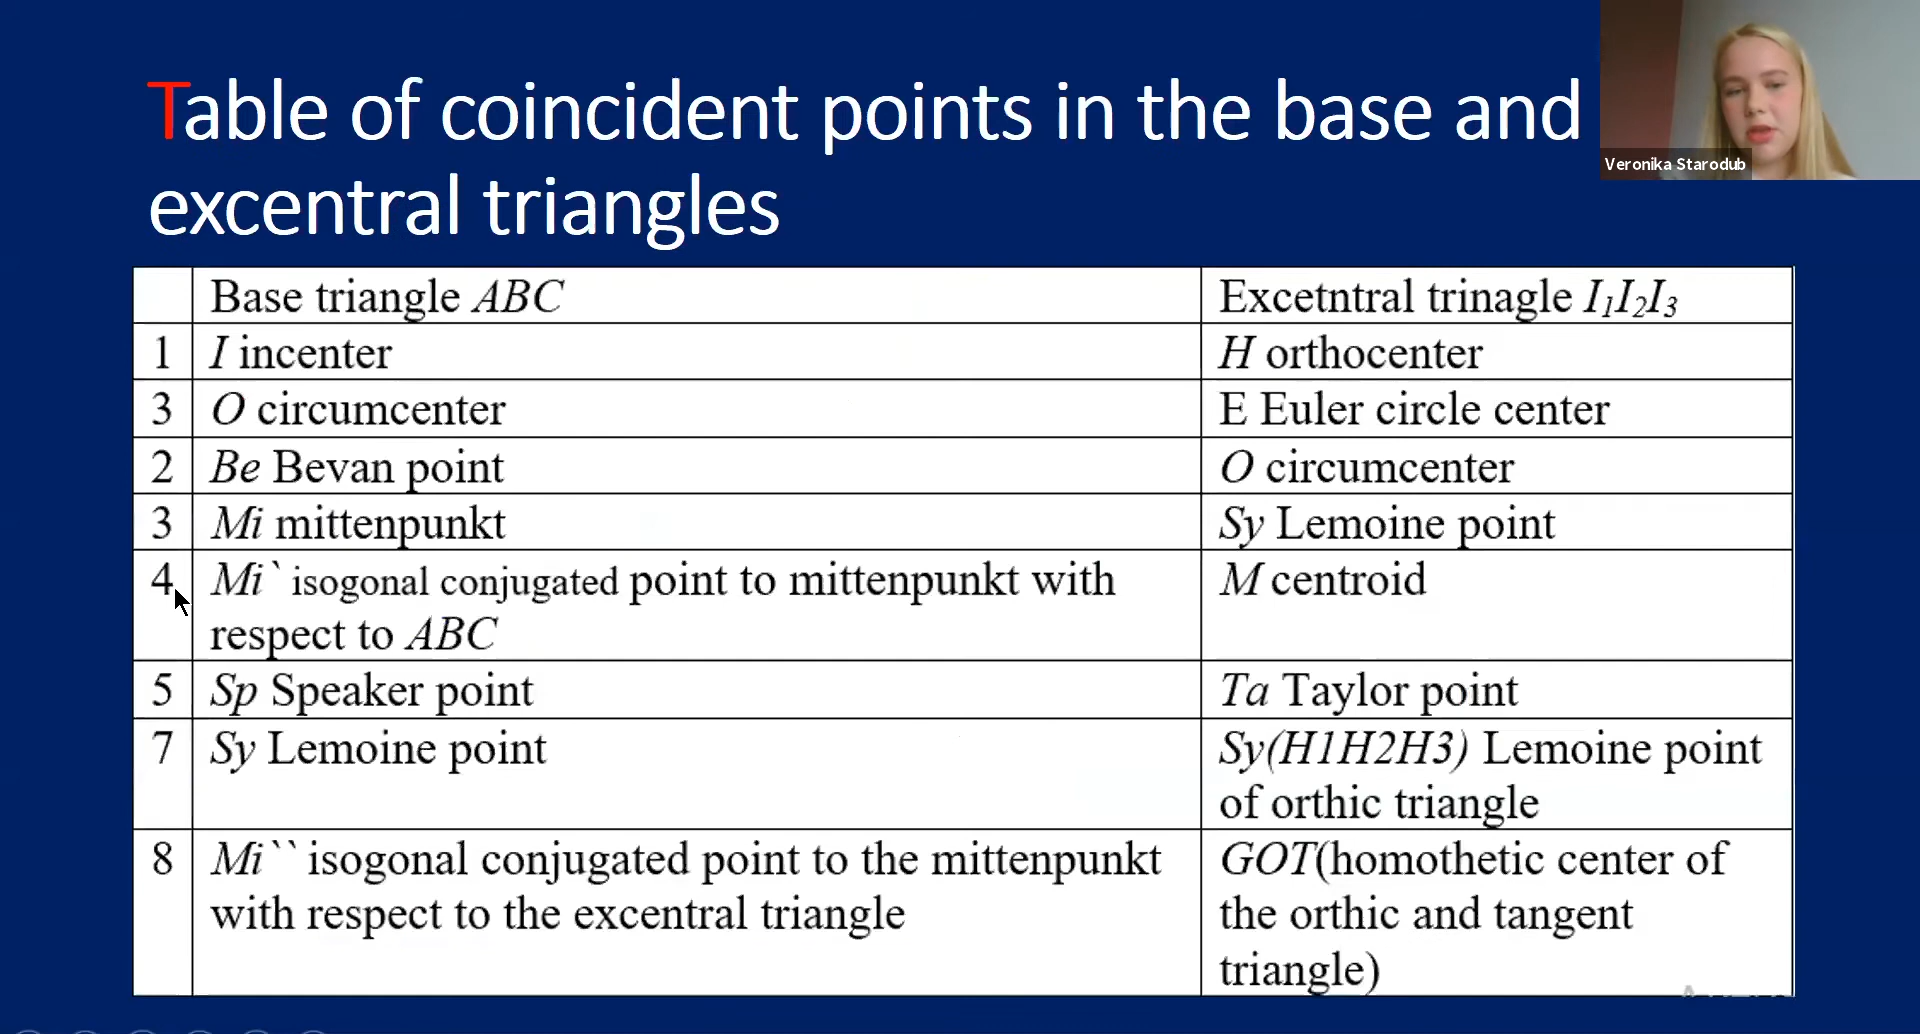 Table of coincident points in the base and
excentral triangles
Veronika Starodub
Base triangle ABC
Excetntral trinagle I₁I₂I₃
1
I incenter
H orthocenter
3
O circumcenter
E Euler circle center
2
Be Bevan point
O circumcenter
3
Mi mittenpunkt
Sy Lemoine point
4
Mi` isogonal conjugated point to mittenpunkt with
respect to ABC
M centroid
5
Sp Speaker point
Ta Taylor point
7
Sy Lemoine point
Sy(H1H2H3) Lemoine point
of orthic triangle
8
Mi`` isogonal conjugated point to the mittenpunkt
with respect to the excentral triangle
GOT(homothetic center of
the orthic and tangent
triangle)